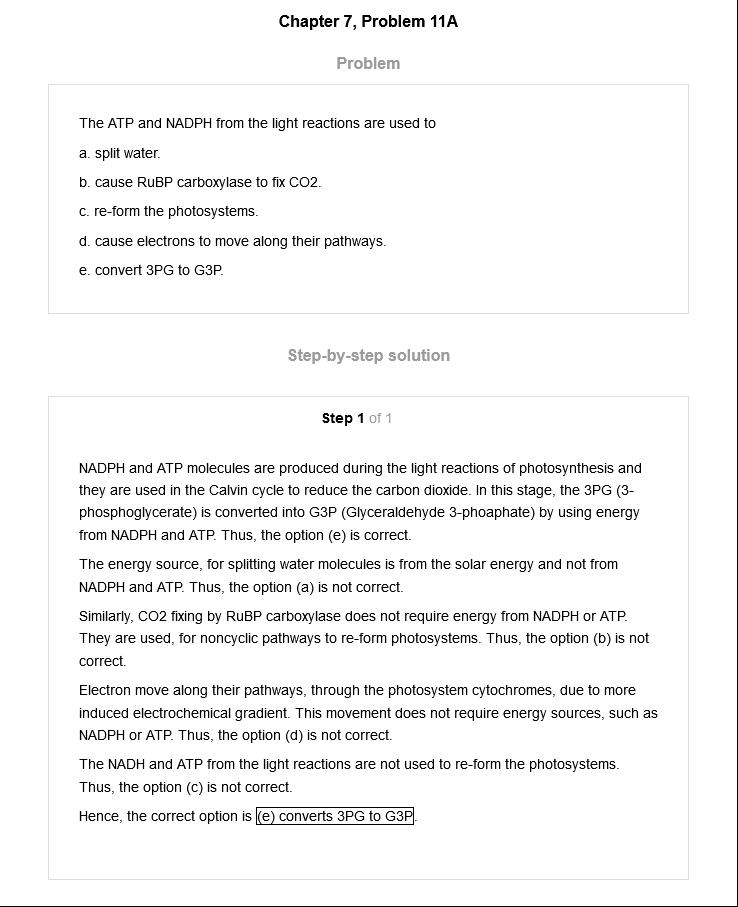 Chapter 7, Problem 11A
Problem
The ATP and NADPH from the light reactions are used to
a. split water.
b. cause RuBP carboxylase to fix CO2.
c. re-form the photosystems.
d. cause electrons to move along their pathways.
e. convert 3PG to G3P.
Step-by-step solution
Step 1 of 1
NADPH and ATP molecules are produced during the light reactions of photosynthesis and
they are used in the Calvin cycle to reduce the carbon dioxide. In this stage, the 3PG (3-
phosphoglycerate) is converted into G3P (Glyceraldehyde 3-phoaphate) by using energy
from NADPH and ATP. Thus, the option (e) is correct.
The energy source, for splitting water molecules is from the solar energy and not from
NADPH and ATP. Thus, the option (a) is not correct.
Similarly, CO2 fixing by RuBP carboxylase does not require energy from NADPH or ATP.
They are used, for noncyclic pathways to re-form photosystems. Thus, the option (b) is not
correct.
Electron move along their pathways, through the photosystem cytochromes, due to more
induced electrochemical gradient. This movement does not require energy sources, such as
NADPH or ATP. Thus, the option (d) is not correct.
The NADH and ATP from the light reactions are not used to re-form the photosystems.
Thus, the option (c) is not correct.
Hence, the correct option is (e) converts 3PG to G3P.